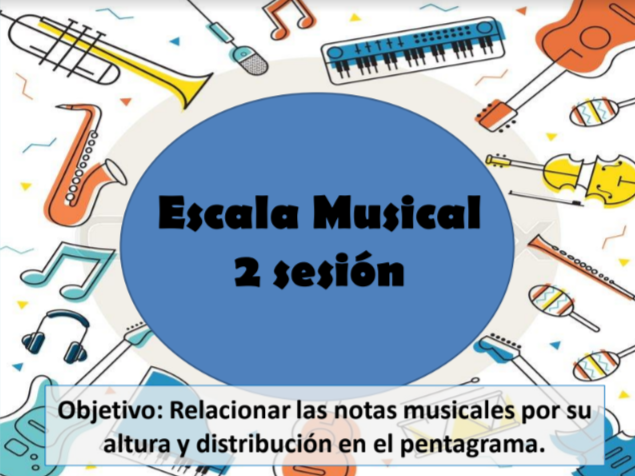 Escala Musical
2 sesión
Objetivo: Relacionar las notas musicales por su
altura y distribución en el pentagrama.